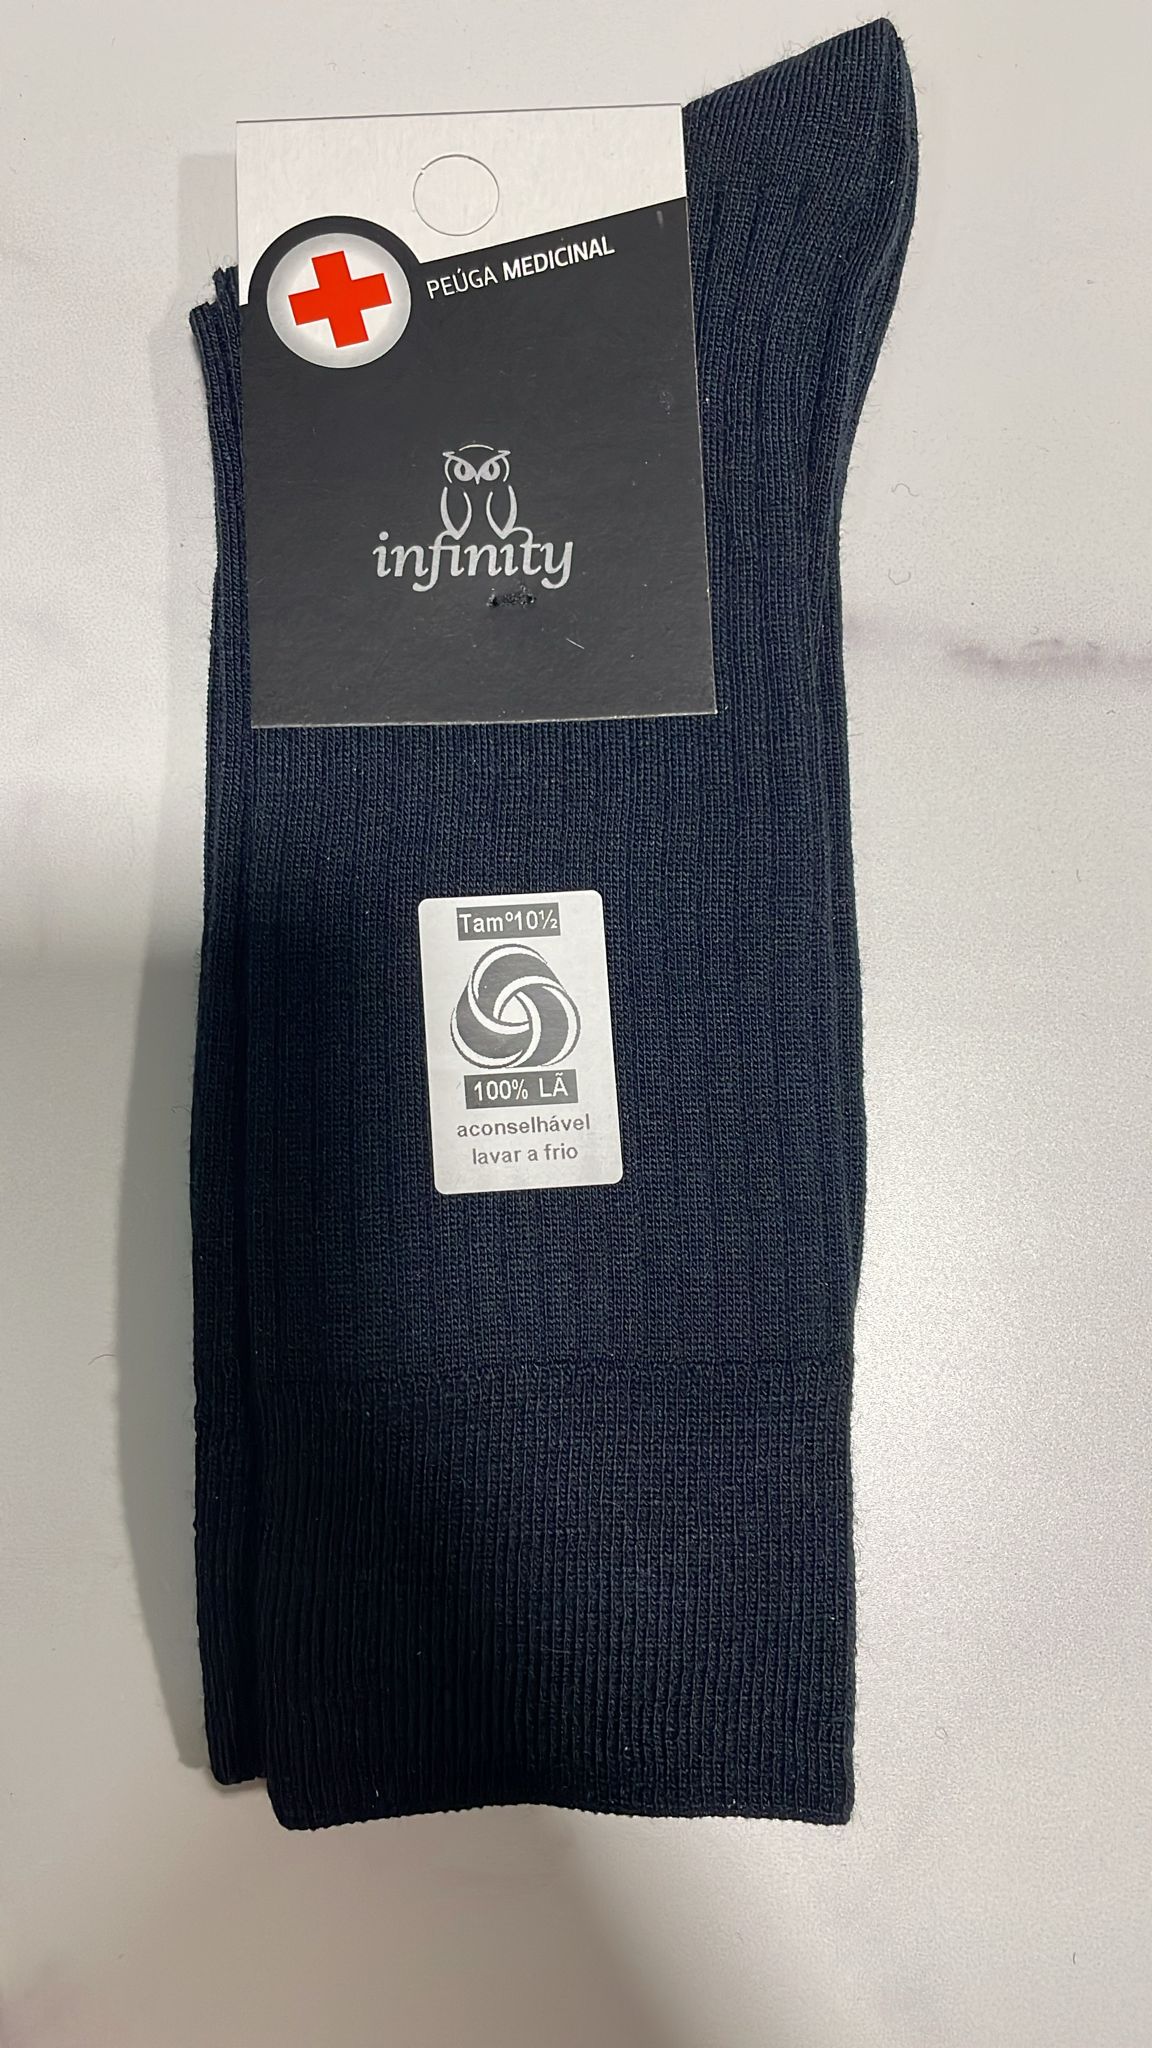 PEÚGA MEDICINAL
infinity
Tamº10½
100% LÃ
aconselhável
lavar a frio